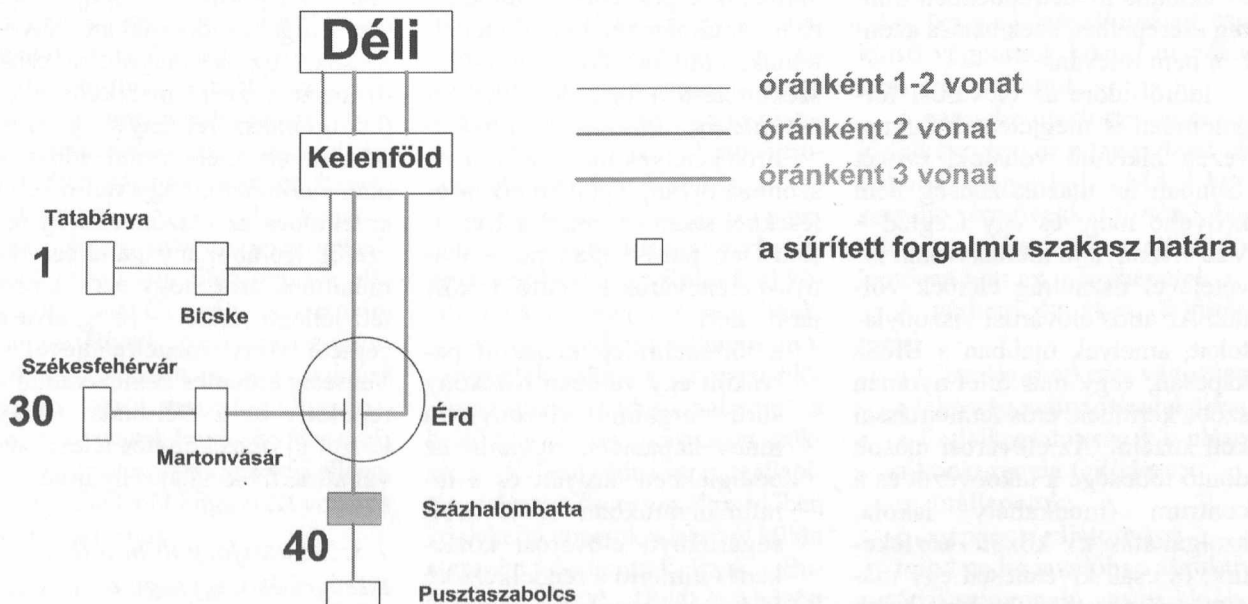 Déli
Kelenföld
óránként 1-2 vonat
óránként 2 vonat
óránként 3 vonat
a sűrített forgalmú szakasz határa
Tatabánya
1
Bicske
Székesfehérvár
30
Érd
Martonvásár
Százhalombatta
40
Pusztaszabolcs